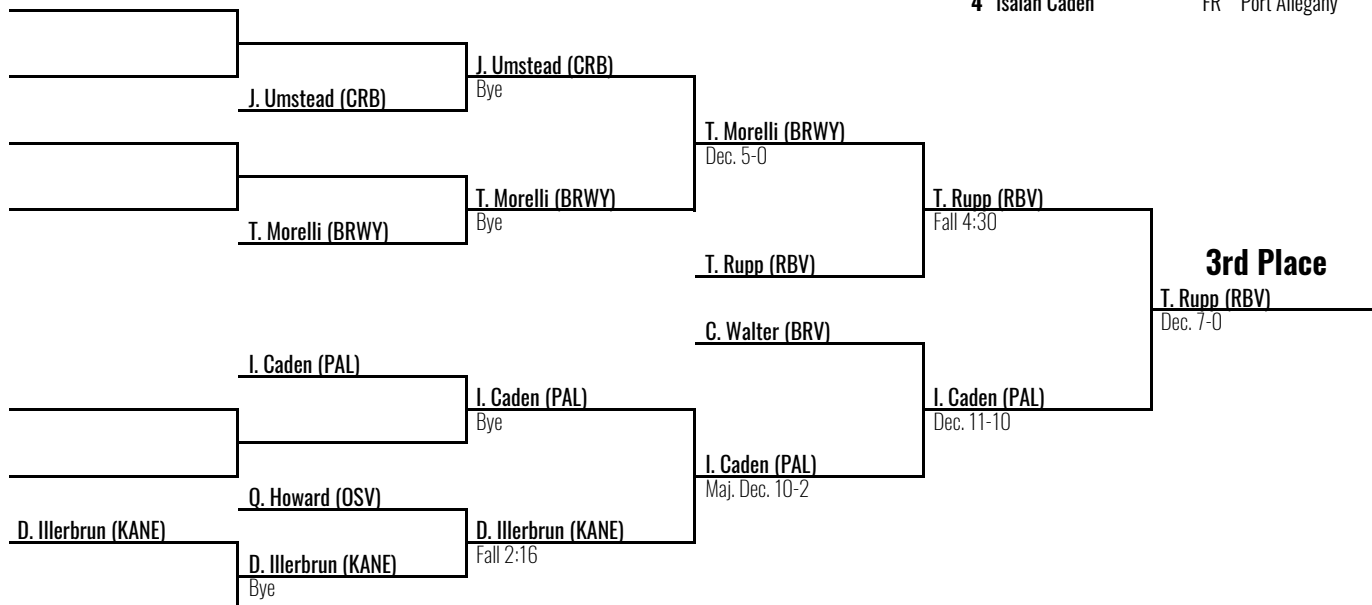 4 Isaiah Caden FR Port Allegany
J. Umstead (CRB)
Bye
J. Umstead (CRB)
T. Morelli (BRWY)
Dec. 5-0
T. Morelli (BRWY)
Bye
T. Morelli (BRWY)
T. Rupp (RBV)
Fall 4:30
T. Rupp (RBV)
3rd Place
T. Rupp (RBV)
Dec. 7-0
C. Walter (BRV)
I. Caden (PAL)
I. Caden (PAL)
Bye
I. Caden (PAL)
Dec. 11-10
I. Caden (PAL)
Maj. Dec. 10-2
Q. Howard (OSV)
D. Illerbrun (KANE)
D. Illerbrun (KANE)
Fall 2:16
D. Illerbrun (KANE)
Bye